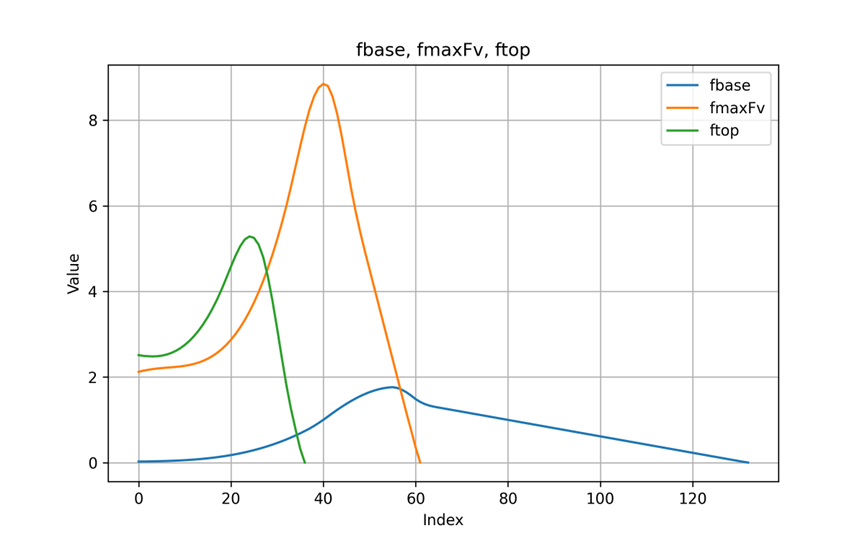 fbase, fmaxFv, ftop
fbase
fmaxFv
ftop
8
6
4
2
0
Value
0 20 40 60 80 100 120
Index